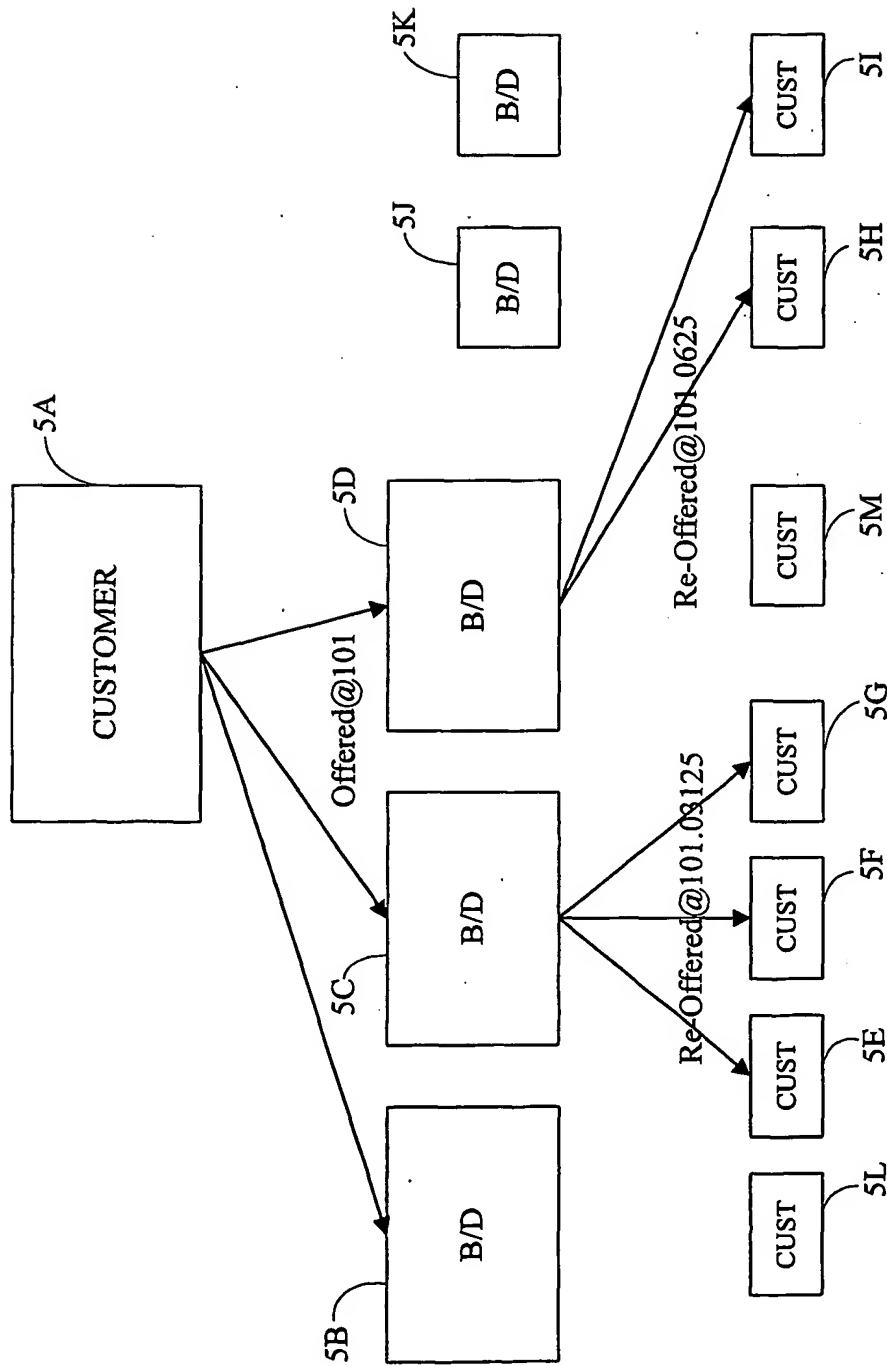 CUSTOMER
5A
Offered@101
5B
5C
5D
5J
5K
B/D
B/D
B/D
B/D
B/D
Re-Offered@101.03125
Re-Offered@101.0625
CUST
CUST
CUST
CUST
CUST
CUST
CUST
5L
5E
5F
5G
5M
5H
5I